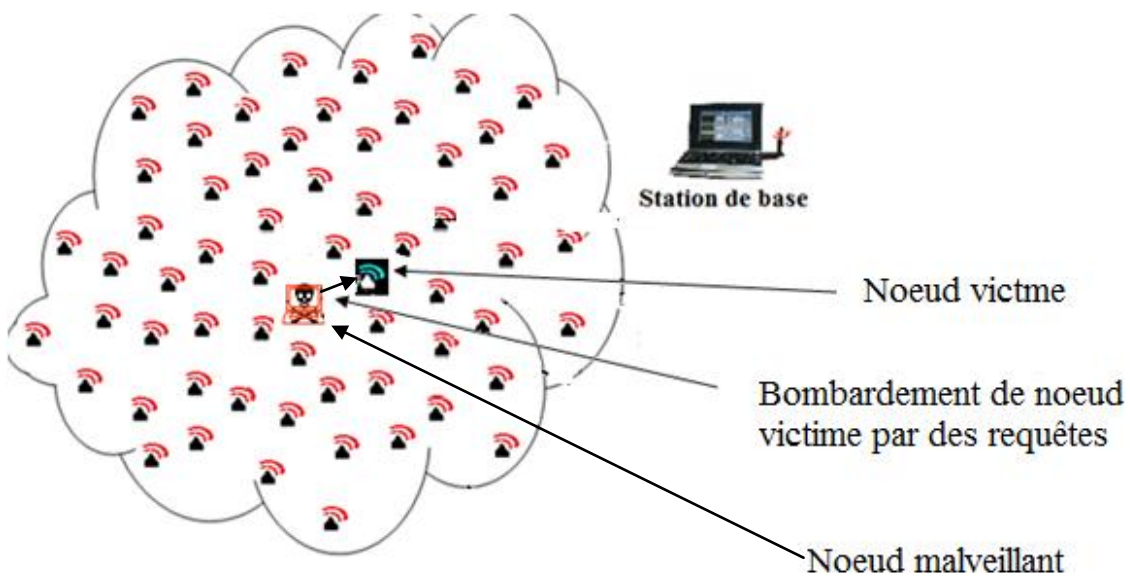 Station de base
Noeud victme
Bombardement de noeud
victime par des requêtes
Noeud malveillant